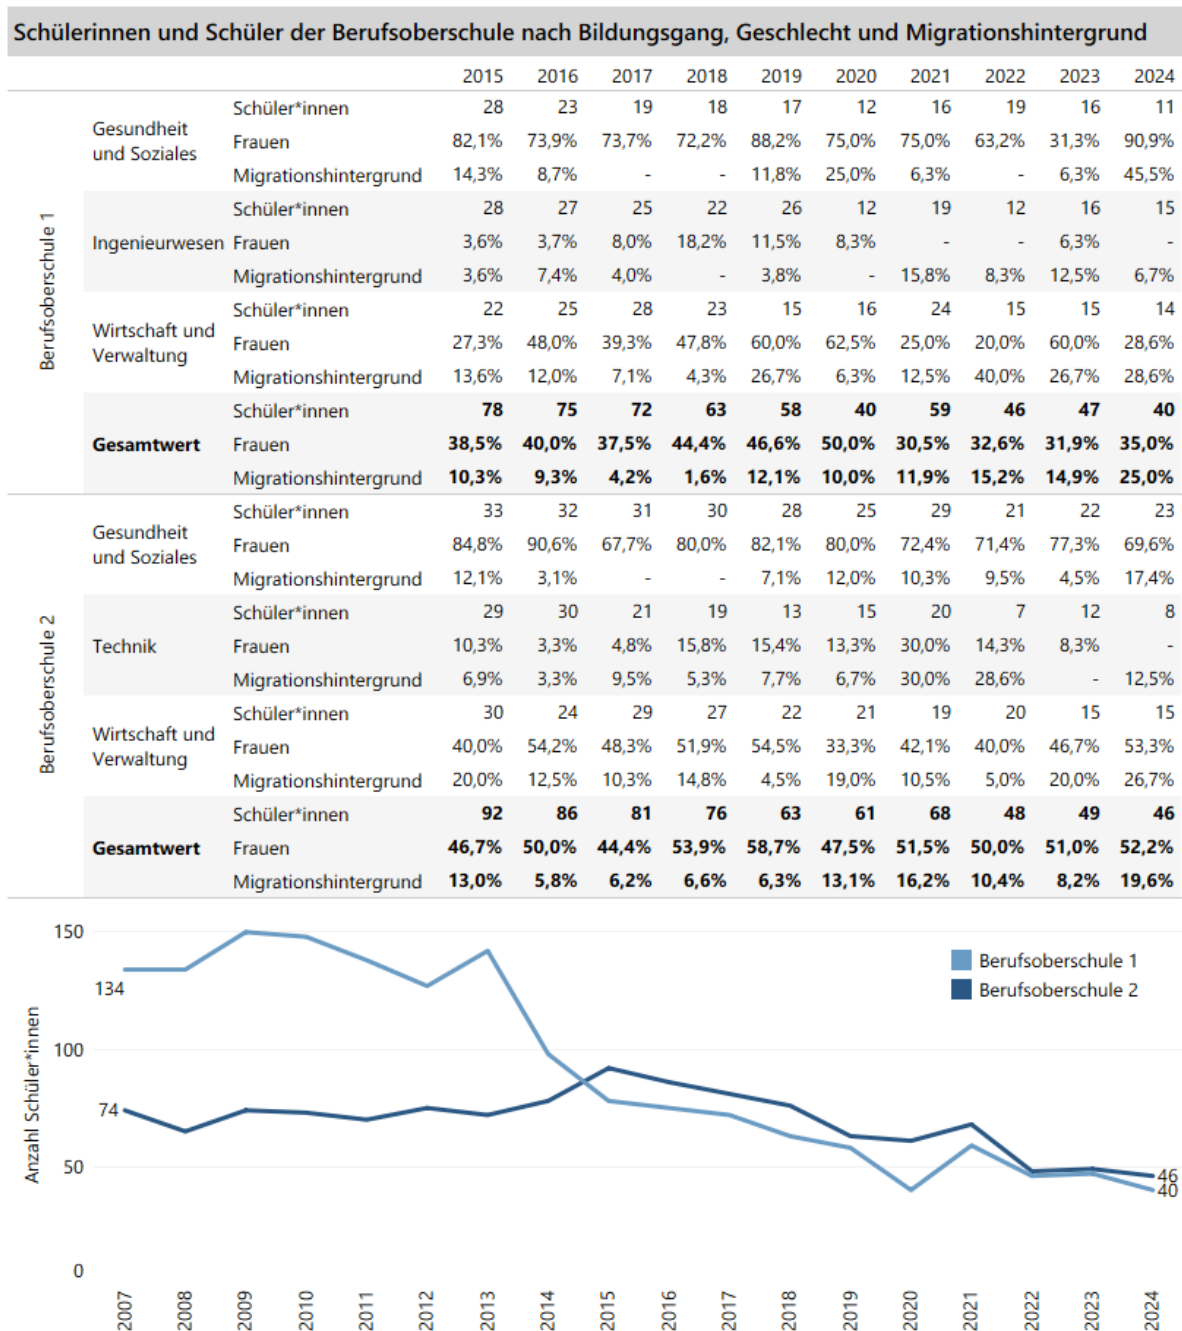 Schülerinnen und Schüler der Berufsoberschule nach Bildungsgang, Geschlecht und Migrationshintergrund
2015 2016 2017 2018 2019 2020 2021 2022 2023 2024
Berufsoberschule 1
Gesundheit und Soziales
Schüler*innen 28 23 19 18 17 12 16 19 16 11
Frauen 82,1% 73,9% 73,7% 72,2% 88,2% 75,0% 75,0% 63,2% 31,3% 90,9%
Migrationshintergrund 14,3% 8,7% - - 11,8% 25,0% 6,3% - 6,3% 45,5%
Ingenieurwesen
Schüler*innen 28 27 25 22 26 12 19 12 16 15
Frauen 3,6% 3,7% 8,0% 18,2% 11,5% 8,3% - - 6,3% -
Migrationshintergrund 3,6% 7,4% 4,0% - 3,8% - 15,8% 8,3% 12,5% 6,7%
Wirtschaft und Verwaltung
Schüler*innen 22 25 28 23 15 16 24 15 15 14
Frauen 27,3% 48,0% 39,3% 47,8% 60,0% 62,5% 25,0% 20,0% 60,0% 28,6%
Migrationshintergrund 13,6% 12,0% 7,1% 4,3% 26,7% 6,3% 12,5% 40,0% 26,7% 28,6%
Gesamtwert
Schüler*innen 78 75 72 63 58 40 59 46 47 40
Frauen 38,5% 40,0% 37,5% 44,4% 46,6% 50,0% 30,5% 32,6% 31,9% 35,0%
Migrationshintergrund 10,3% 9,3% 4,2% 1,6% 12,1% 10,0% 11,9% 15,2% 14,9% 25,0%
Berufsoberschule 2
Gesundheit und Soziales
Schüler*innen 33 32 31 30 28 25 29 21 22 23
Frauen 84,8% 90,6% 67,7% 80,0% 82,1% 80,0% 72,4% 71,4% 77,3% 69,6%
Migrationshintergrund 12,1% 3,1% - - 7,1% 12,0% 10,3% 9,5% 4,5% 17,4%
Technik
Schüler*innen 29 30 21 19 13 15 20 7 12 8
Frauen 10,3% 3,3% 4,8% 15,8% 15,4% 13,3% 30,0% 14,3% 8,3% -
Migrationshintergrund 6,9% 3,3% 9,5% 5,3% 7,7% 6,7% 30,0% 28,6% - 12,5%
Wirtschaft und Verwaltung
Schüler*innen 30 24 29 27 22 21 19 20 15 15
Frauen 40,0% 54,2% 48,3% 51,9% 54,5% 33,3% 42,1% 40,0% 46,7% 53,3%
Migrationshintergrund 20,0% 12,5% 10,3% 14,8% 4,5% 19,0% 10,5% 5,0% 20,0% 26,7%
Gesamtwert
Schüler*innen 92 86 81 76 63 61 68 48 49 46
Frauen 46,7% 50,0% 44,4% 53,9% 58,7% 47,5% 51,5% 50,0% 51,0% 52,2%
Migrationshintergrund 13,0% 5,8% 6,2% 6,6% 6,3% 13,1% 16,2% 10,4% 8,2% 19,6%
Anzahl Schüler*innen
150
100
50
0
134
74
46
40
Berufsoberschule 1
Berufsoberschule 2
2007 2008 2009 2010 2011 2012 2013 2014 2015 2016 2017 2018 2019 2020 2021 2022 2023 2024